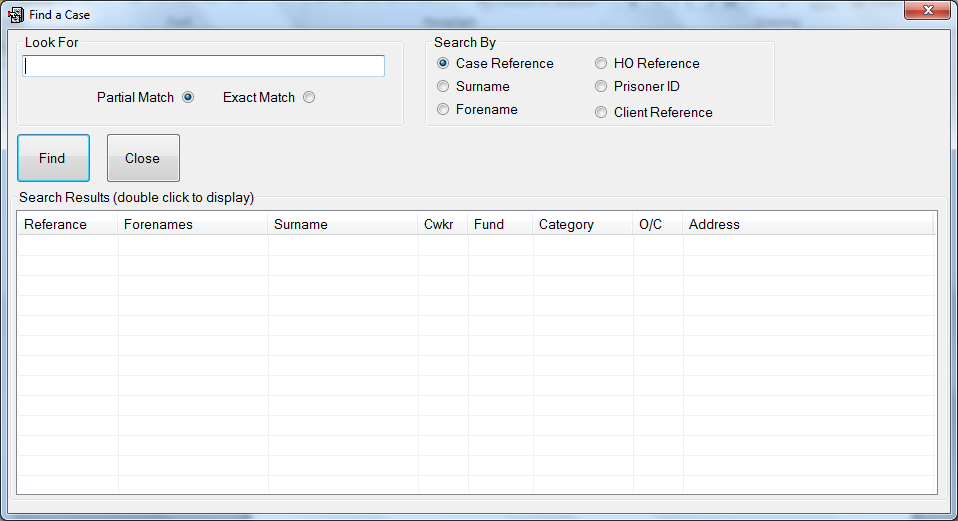 Find a Case
Look For
Partial Match Exact Match
Search By
Case Reference HO Reference
Surname Prisoner ID
Forename Client Reference
Find Close
Search Results (double click to display)
Referance Forenames Surname Cwkr Fund Category O/C Address